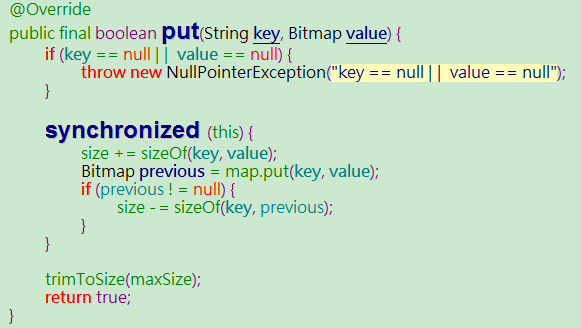 @Override
public final boolean put(String key, Bitmap value) {
if (key == null || value == null) {
throw new NullPointerException("key == null || value == null");
}
synchronized (this) {
size += sizeOf(key, value);
Bitmap previous = map.put(key, value);
if (previous != null) {
size -= sizeOf(key, previous);
}
}
trimToSize(maxSize);
return true;
}